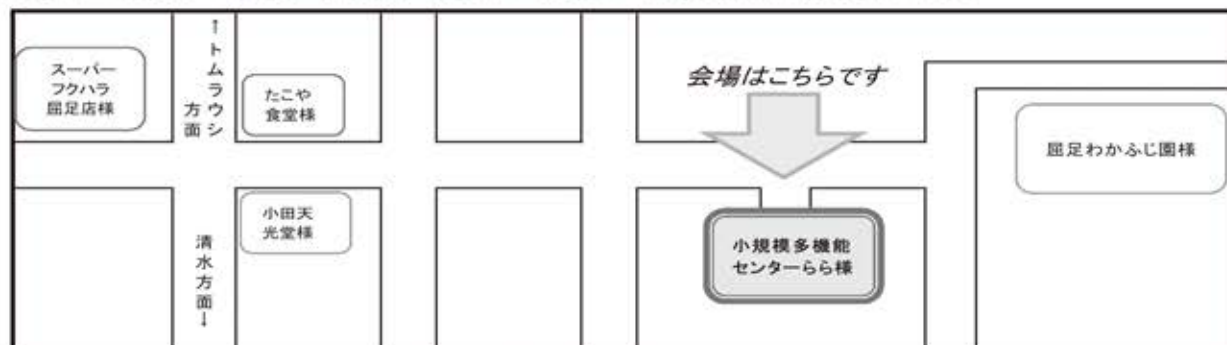 スーパー
フクハラ
屈足店様
↑トムラウシ
方面
たこや
食堂様
会場はこちらです
屈足わかふじ園様
小田天
光堂様
清水方面↓
小規模多機能
センターらら様